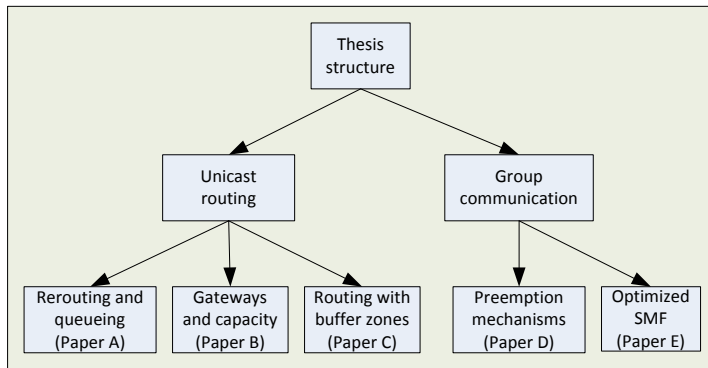 Thesis
structure
Unicast
routing
Group
communication
Rerouting and
queueing
(Paper A)
Gateways
and capacity
(Paper B)
Routing with
buffer zones
(Paper C)
Preemption
mechanisms
(Paper D)
Optimized
SMF
(Paper E)